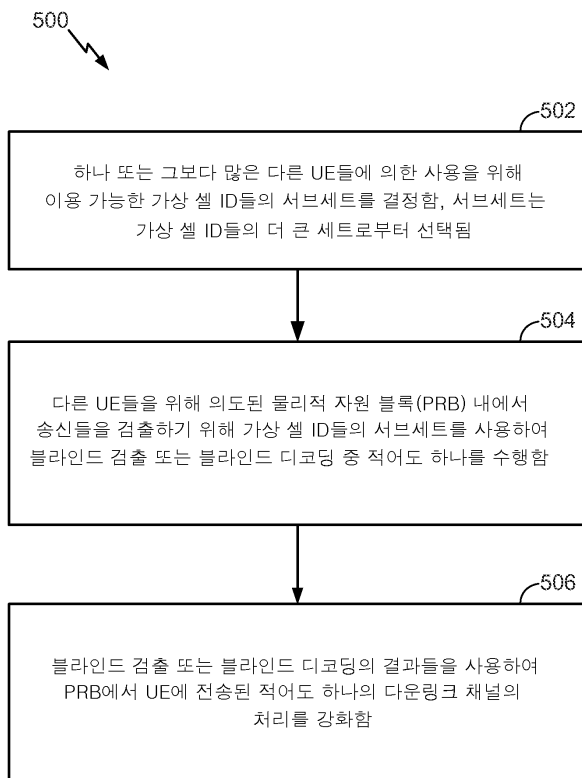 500
502
하나 또는 그보다 많은 다른 UE들에 의한 사용을 위해
이용 가능한 가상 셀 ID들의 서브세트를 결정함, 서브세트는
가상 셀 ID들의 더 큰 세트로부터 선택됨
504
다른 UE들을 위해 의도된 물리적 자원 블록(PRB) 내에서
송신들을 검출하기 위해 가상 셀 ID들의 서브세트를 사용하여
블라인드 검출 또는 블라인드 디코딩 중 적어도 하나를 수행함
506
블라인드 검출 또는 블라인드 디코딩의 결과들을 사용하여
PRB에서 UE에 전송된 적어도 하나의 다운링크 채널의
처리를 강화함